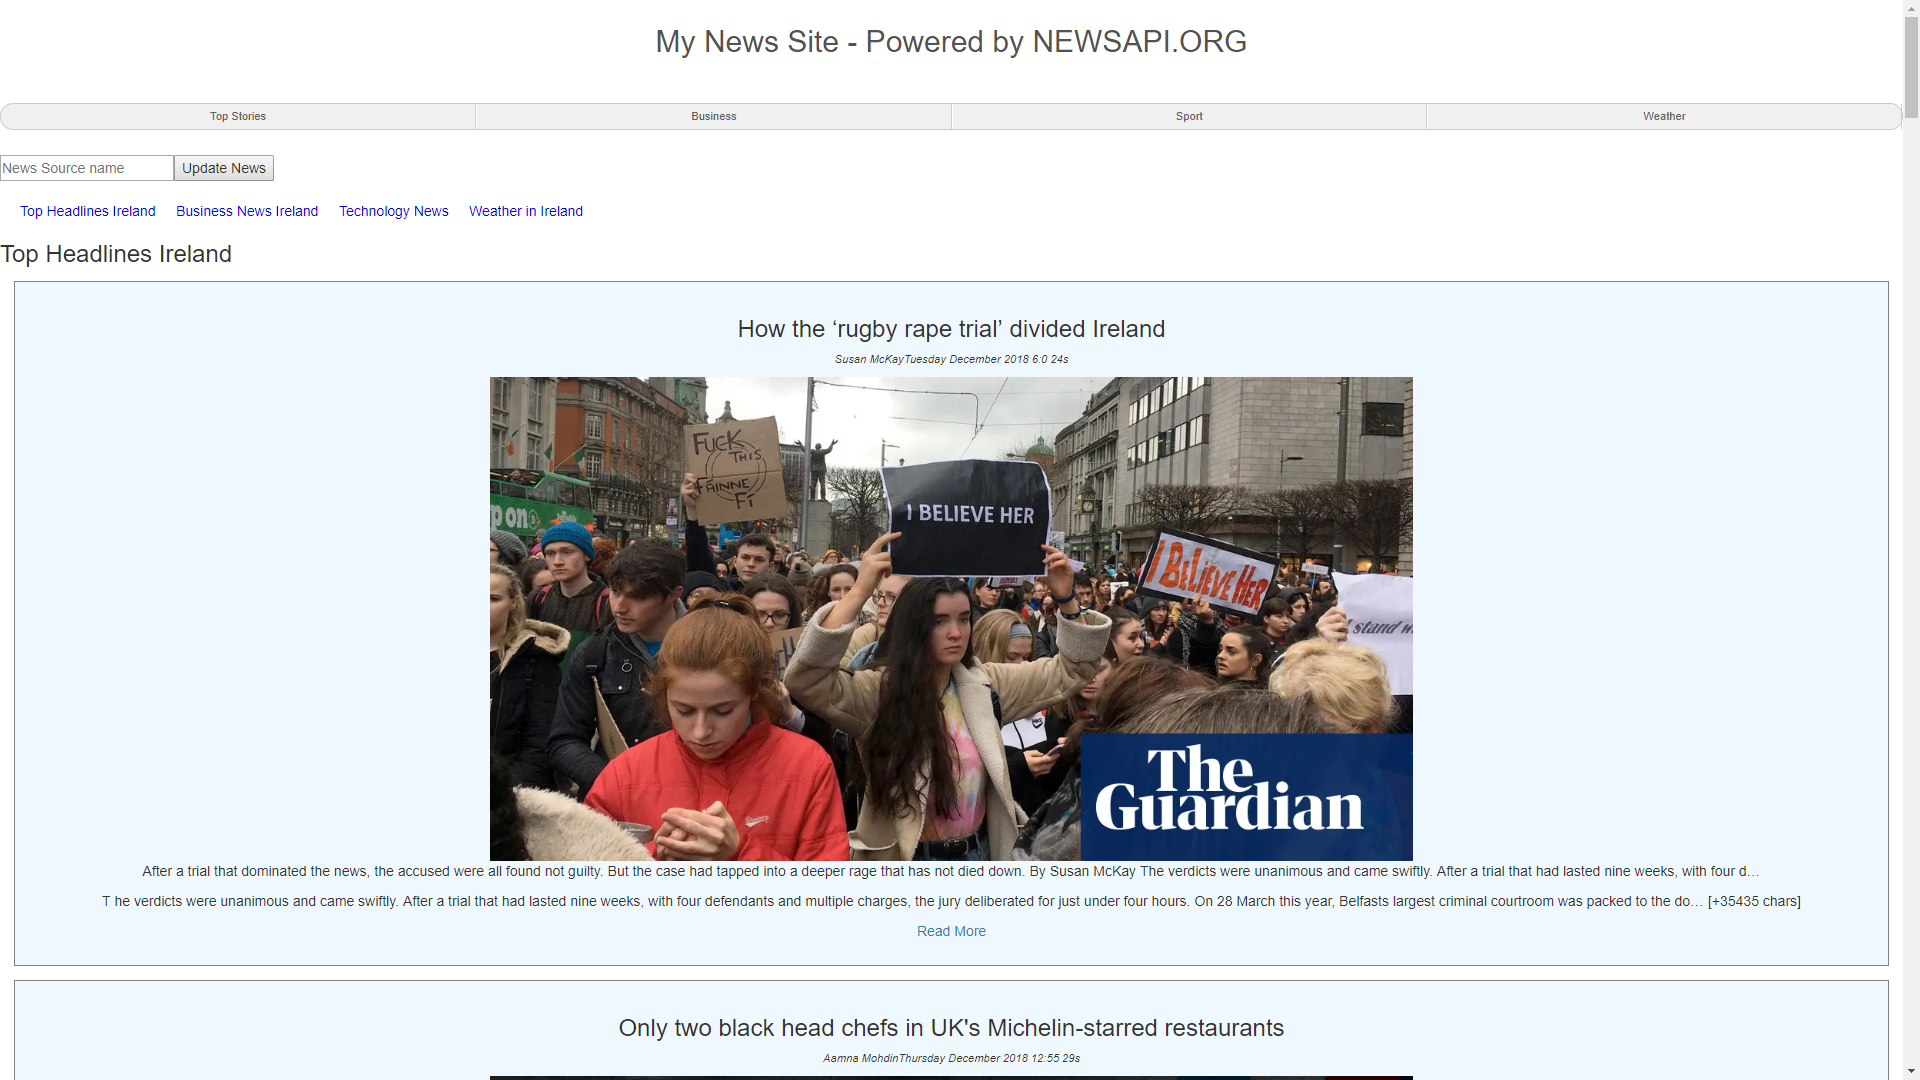 My News Site - Powered by NEWSAPI.ORG
Top Stories
Business
Sport
Weather
News Source name
Update News
Top Headlines Ireland
Business News Ireland
Technology News
Weather in Ireland
Top Headlines Ireland
How the ‘rugby rape trial’ divided Ireland
Susan McKayTuesday December 2018 6:0 24s
FUCK
THIS
FÁINNE
FÍ
I BELIEVE HER
I BELIEVE HER
I stand
pon
The
Guardian
After a trial that dominated the news, the accused were all found not guilty. But the case had tapped into a deeper rage that has not died down. By Susan McKay The verdicts were unanimous and came swiftly. After a trial that had lasted nine weeks, with four d…
T he verdicts were unanimous and came swiftly. After a trial that had lasted nine weeks, with four defendants and multiple charges, the jury deliberated for just under four hours. On 28 March this year, Belfasts largest criminal courtroom was packed to the do… [+35435 chars]
Read More
Only two black head chefs in UK's Michelin-starred restaurants
Aamna MohdinThursday December 2018 12:55 29s